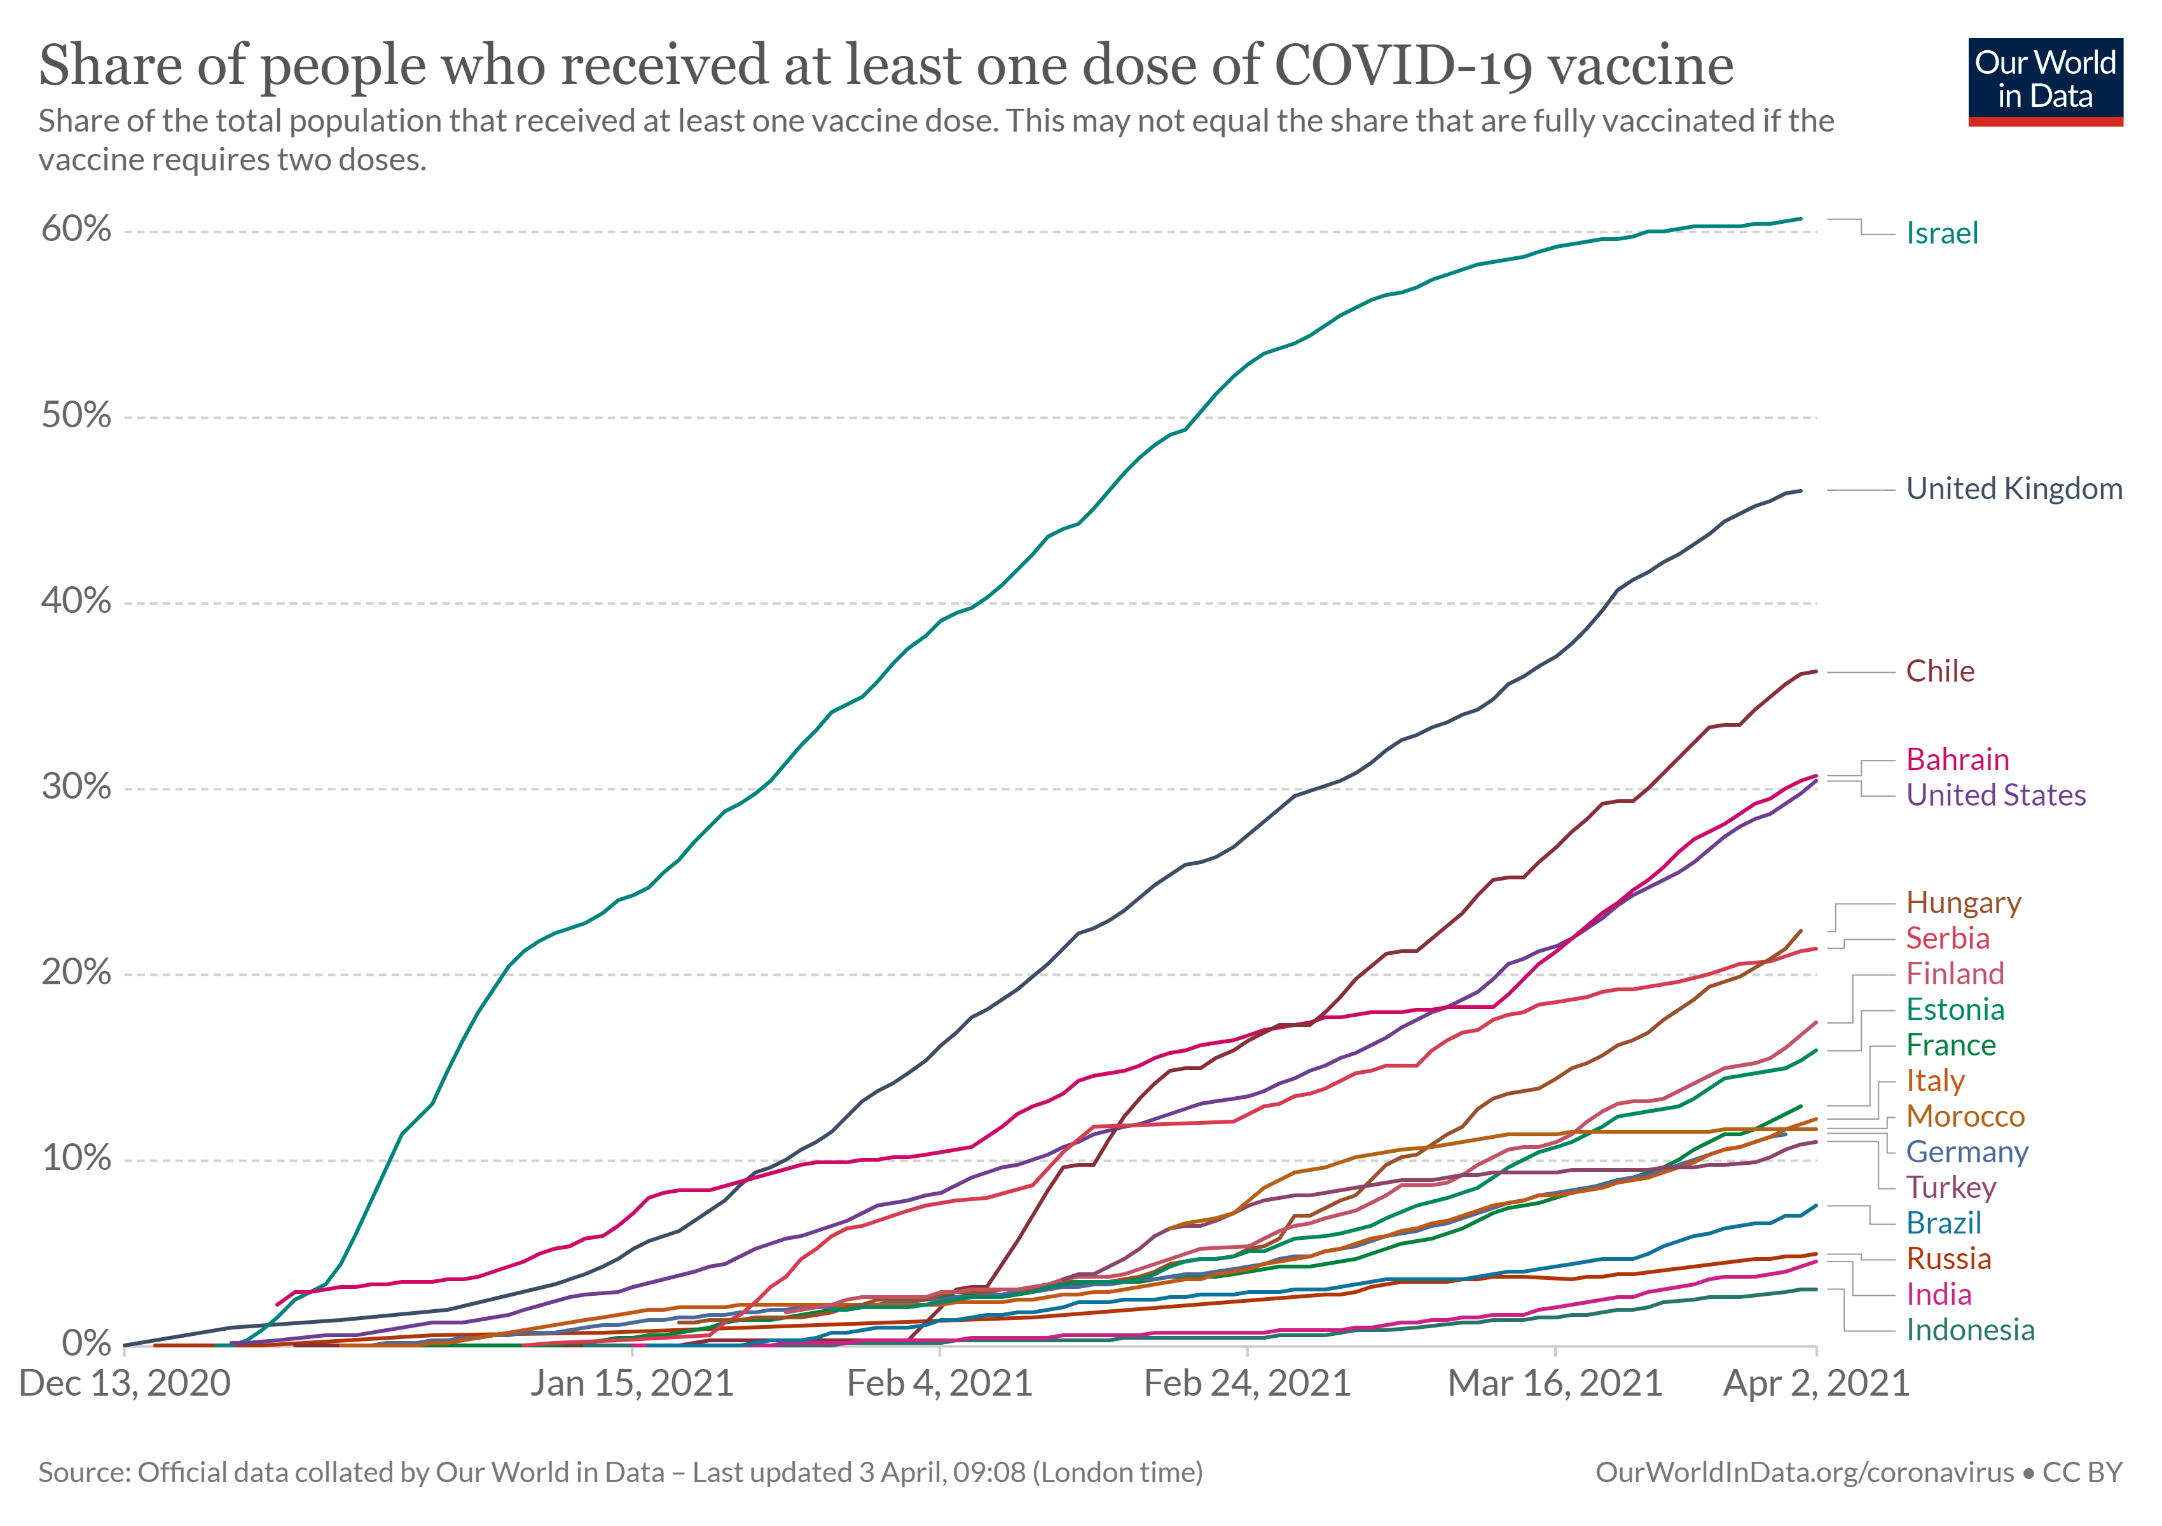 Share of people who received at least one dose of COVID-19 vaccine
Share of the total population that received at least one vaccine dose. This may not equal the share that are fully vaccinated if the
vaccine requires two doses.
Our World
in Data
60%
50%
40%
30%
20%
10%
0%
Dec 13, 2020
Jan 15, 2021
Feb 4, 2021
Feb 24, 2021
Mar 16, 2021
Apr 2, 2021
Israel
United Kingdom
Chile
Bahrain
United States
Hungary
Serbia
Finland
Estonia
France
Italy
Morocco
Germany
Turkey
Brazil
Russia
India
Indonesia
Source: Official data collated by Our World in Data – Last updated 3 April, 09:08 (London time)
OurWorldInData.org/coronavirus • CC BY